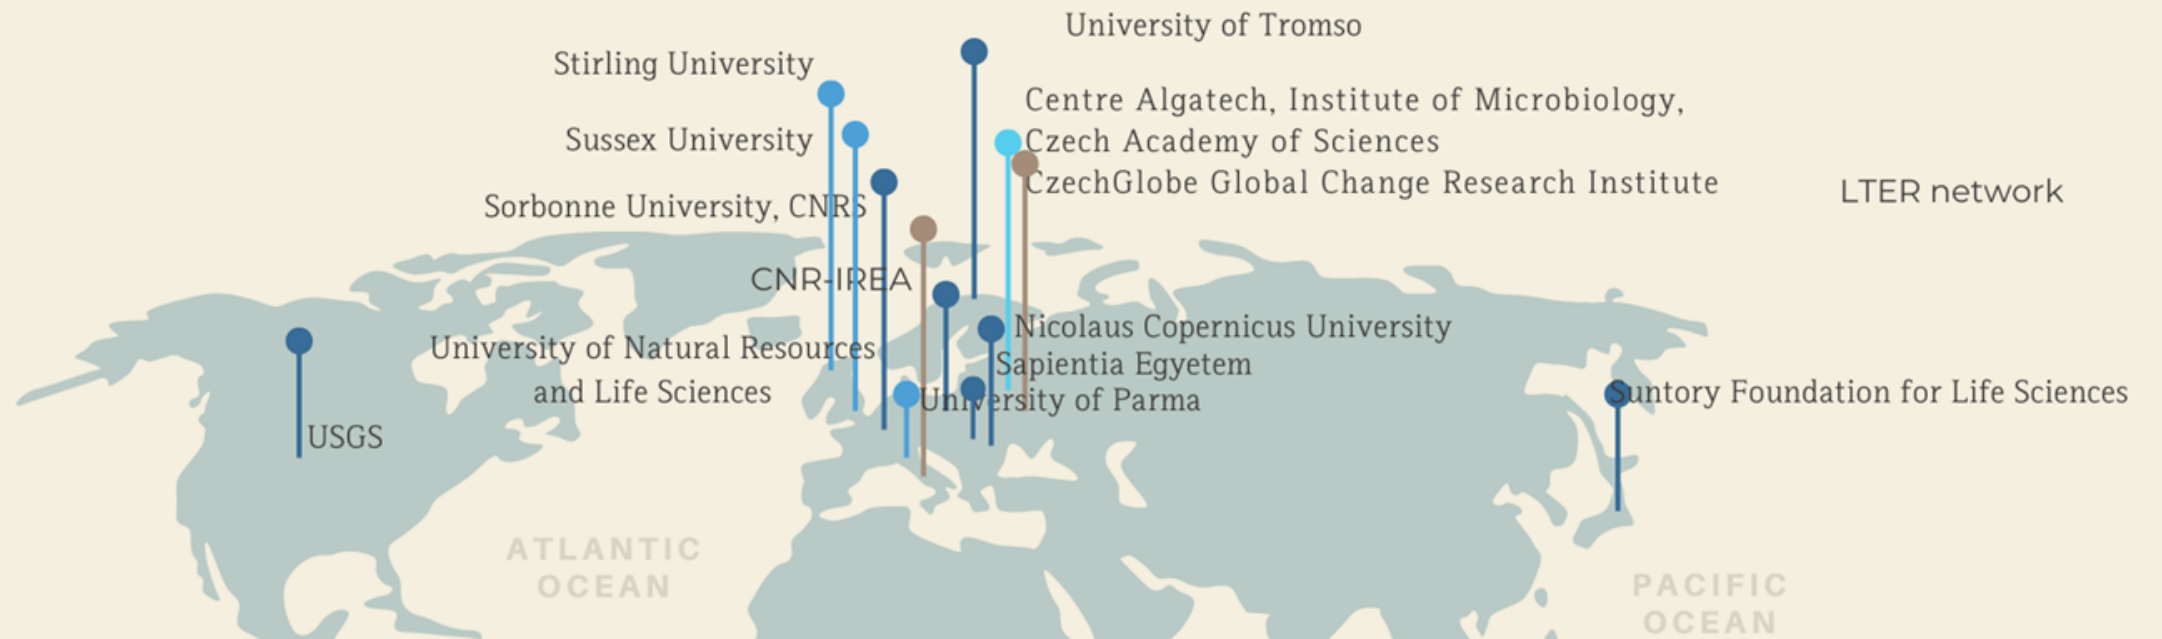 University of Tromso
Stirling University
Centre Algatech, Institute of Microbiology,
Czech Academy of Sciences
Sussex University
CzechGlobe Global Change Research Institute
LTER network
Sorbonne University, CNRS
CNR-IREA
Nicolaus Copernicus University
University of Natural Resources
and Life Sciences
Sapientia Egyetem
University of Parma
Suntory Foundation for Life Sciences
USGS
ATLANTIC
OCEAN
PACIFIC
OCEAN